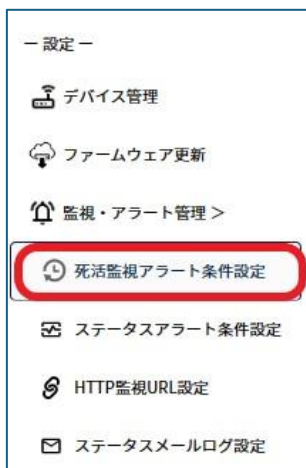 ― 設定 ―
デバイス管理
ファームウェア更新
監視・アラート管理 >
死活監視アラート条件設定
ステータスアラート条件設定
HTTP監視URL設定
ステータスメールログ設定